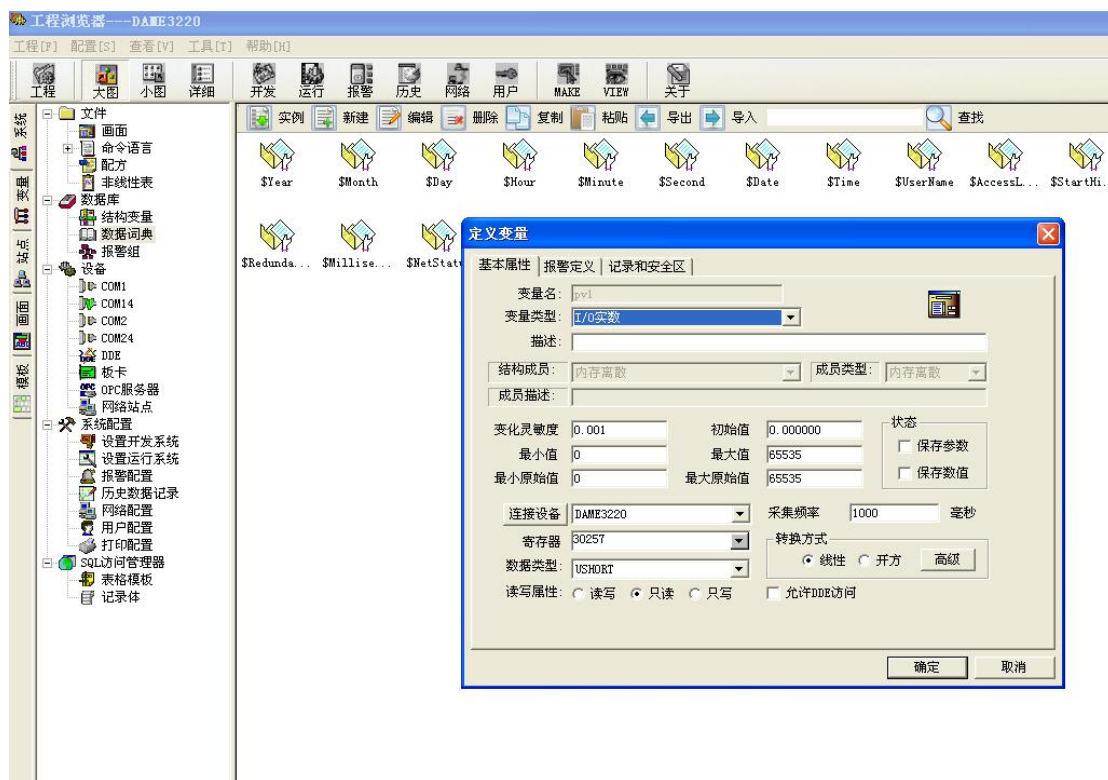 工程浏览器---DAME3220
工程[F] 配置[S] 查看[V] 工具[T] 帮助[H]
工程 大图 小图 详细 开发 运行 报警 历史 网络 用户 MAKE VIEW 关于
系统
变量
站点
画面
模板
文件
画面
命令语言
配方
非线性表
数据库
结构变量
数据词典
报警组
设备
COM1
COM14
COM2
COM24
DDE
板卡
OPC服务器
网络站点
系统配置
设置开发系统
设置运行系统
报警配置
历史数据记录
网络配置
用户配置
打印配置
SQL访问管理器
表格模板
记录体
实例 新建 编辑 删除 复制 粘贴 导出 导入 查找
$Year $Month $Day $Hour $Minute $Second $Date $Time $UserName $AccessL... $StartHi...
$Redunda... $Millise... $NetStatu
定义变量
基本属性 报警定义 记录和安全区
变量名: pv1
变量类型: I/O实数
描述:
结构成员: 内存离散 成员类型: 内存离散
成员描述:
变化灵敏度 0.001 初始值 0.000000 状态
最小值 0 最大值 65535 保存参数
最小原始值 0 最大原始值 65535 保存数值
连接设备 DAME3220 采集频率 1000 毫秒
寄存器 30257 转换方式
数据类型: USHORT 线性 开方 高级
读写属性: 读写 只读 只写 允许DDE访问
确定 取消